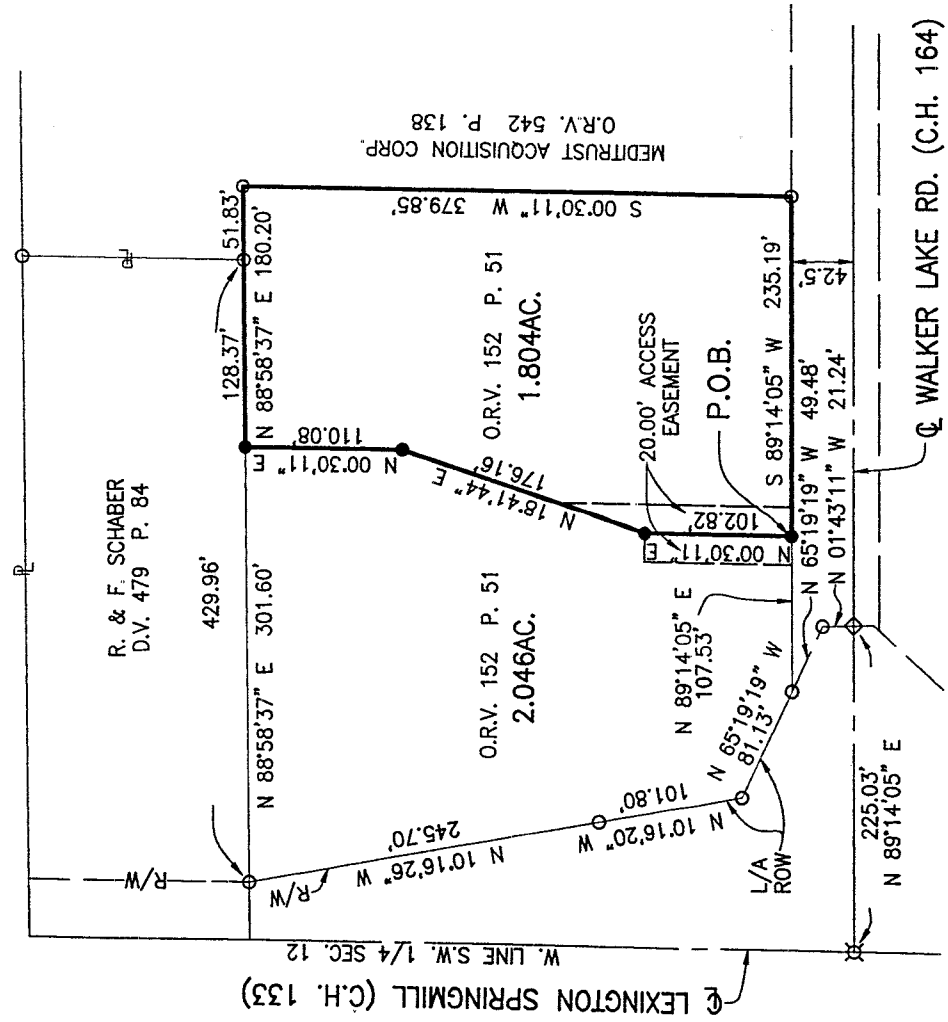 R. & F. SCHABER
D.V. 479 P. 84
429.96'
128.37'
51.83'
N 88°58'37" E 301.60'
N 88°58'37" E 180.20'
MEDITRUST ACQUISITION CORP.
O.R.V. 542 P. 138
S 00°30'11" W 379.85'
N 00°30'11" E
110.08'
N 18°41'44" E
176.16'
O.R.V. 152 P. 51
1.804AC.
O.R.V. 152 P. 51
2.046AC.
20.00' ACCESS
EASEMENT
P.O.B.
N 00°30'11" E
102.82'
S 89°14'05" W 235.19'
42.5'
N 65°19'19" W 49.48'
N 01°43'11" W 21.24'
N 89°14'05" E
107.53'
N 65°19'19" W
81.13'
N 10°16'20" W
101.80'
N 10°16'26" W
245.70'
R/W
R/W
L/A
ROW
225.03'
N 89°14'05" E
W. LINE S.W. 1/4 SEC. 12
℄ LEXINGTON SPRINGMILL (C.H. 133)
℄ WALKER LAKE RD. (C.H. 164)
PL
PL